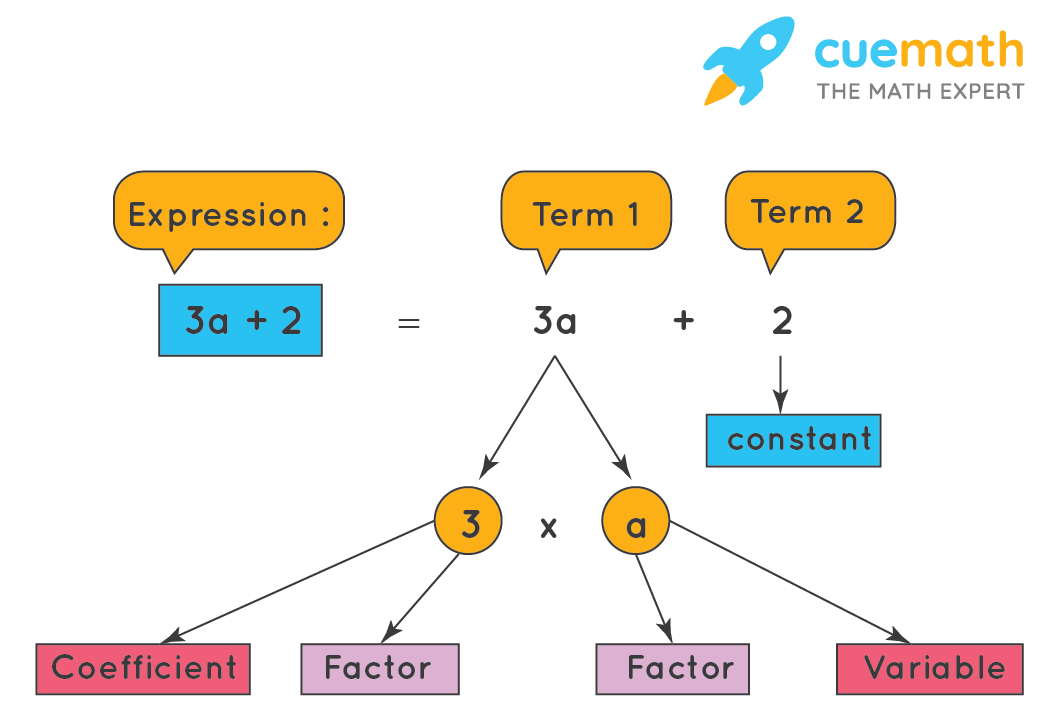 cuemath
THE MATH EXPERT
Expression :
Term 1
Term 2
3a + 2
=
3a
+
2
constant
3
x
a
Coefficient
Factor
Factor
Variable